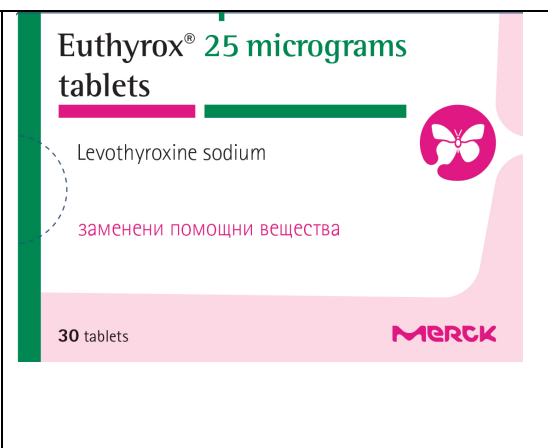 Euthyrox® 25 micrograms
tablets
Levothyroxine sodium
заменени помощни вещества
30 tablets
MERCK